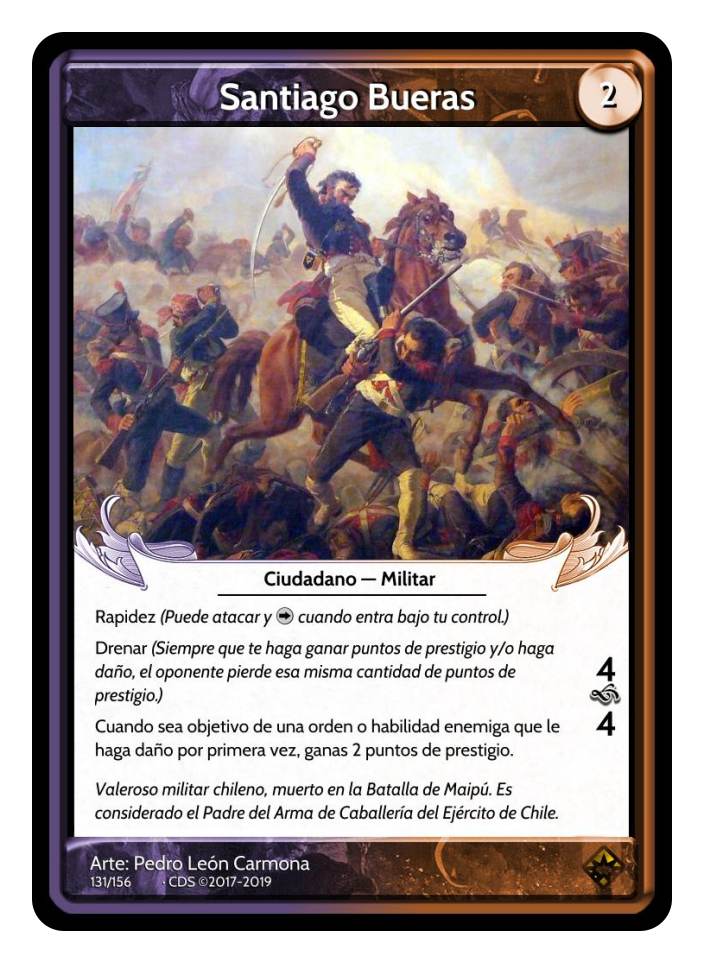 Santiago Bueras
2
Ciudadano — Militar
Rapidez (Puede atacar y cuando entra bajo tu control.)
Drenar (Siempre que te haga ganar puntos de prestigio y/o haga
daño, el oponente pierde esa misma cantidad de puntos de
prestigio.)
4
4
Cuando sea objetivo de una orden o habilidad enemiga que le
haga daño por primera vez, ganas 2 puntos de prestigio.
Valeroso militar chileno, muerto en la Batalla de Maipú. Es
considerado el Padre del Arma de Caballería del Ejército de Chile.
Arte: Pedro León Carmona
131/156 · CDS ©2017-2019